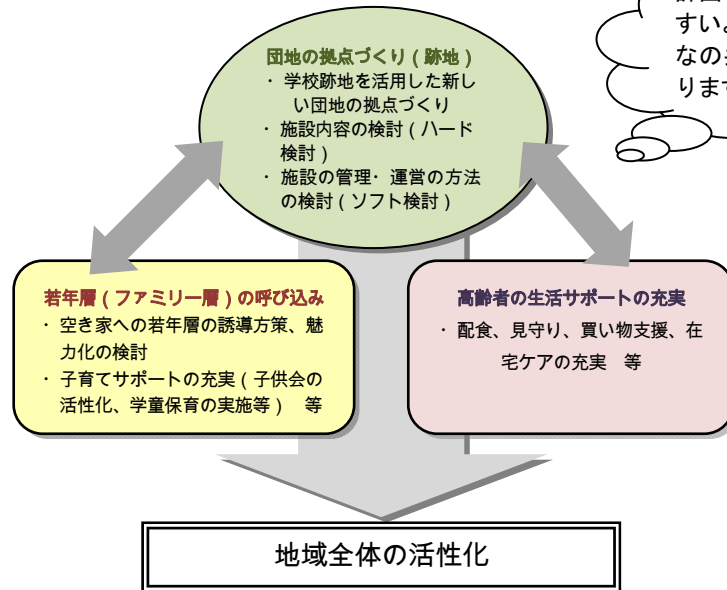 団地の拠点づくり（跡地）
・ 学校跡地を活用した新し
い団地の拠点づくり
・ 施設内容の検討（ハード
検討）
・ 施設の管理・運営の方法
の検討（ソフト検討）
すいよ
なの
ります
若年層（ファミリー層）の呼び込み
・ 空き家への若年層の誘導方策、魅
力化の検討
・ 子育てサポートの充実（子供会の
活性化、学童保育の実施等） 等
高齢者の生活サポートの充実
・ 配食、見守り、買い物支援、在
宅ケアの充実 等
地域全体の活性化